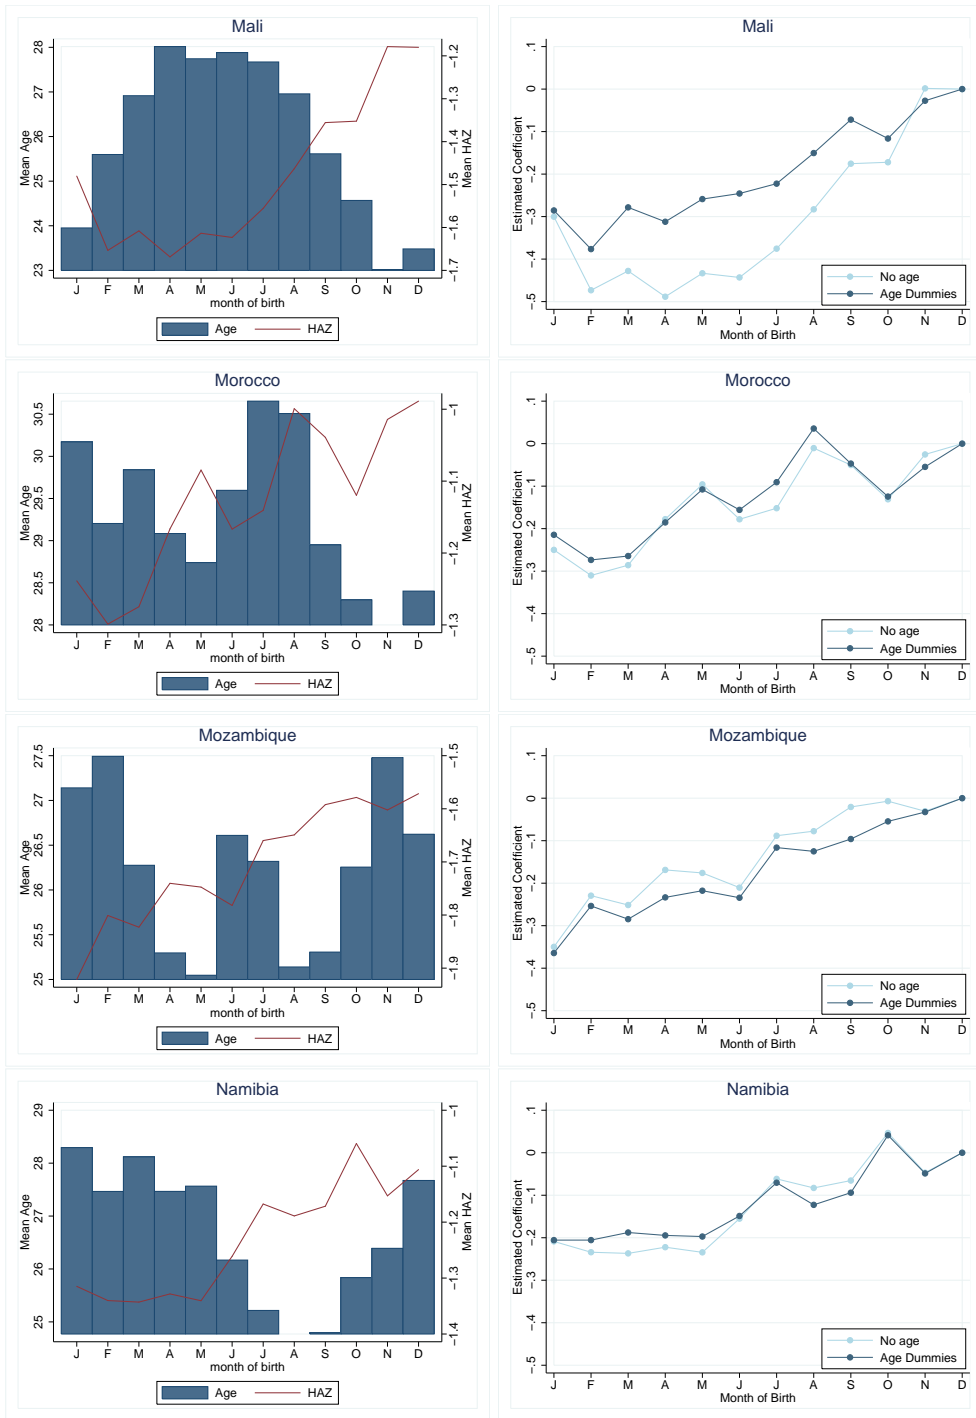 Mali
Mean Age
28
27
26
25
24
23
Mean HAZ
−1.2
−1.3
−1.4
−1.5
−1.6
−1.7
J F M A M J J A S O N D
month of birth
Age HAZ
Mali
Estimated Coefficient
.1
0
−.1
−.2
−.3
−.4
−.5
No age
Age Dummies
J F M A M J J A S O N D
Month of Birth
Morocco
Mean Age
30.5
30
29.5
29
28.5
28
Mean HAZ
−1
−1.1
−1.2
−1.3
J F M A M J J A S O N D
month of birth
Age HAZ
Morocco
Estimated Coefficient
.1
0
−.1
−.2
−.3
−.4
−.5
No age
Age Dummies
J F M A M J J A S O N D
Month of Birth
Mozambique
Mean Age
27.5
27
26.5
26
25.5
25
Mean HAZ
−1.5
−1.6
−1.7
−1.8
−1.9
J F M A M J J A S O N D
month of birth
Age HAZ
Mozambique
Estimated Coefficient
.1
0
−.1
−.2
−.3
−.4
−.5
No age
Age Dummies
J F M A M J J A S O N D
Month of Birth
Namibia
Mean Age
29
28
27
26
25
Mean HAZ
−1
−1.1
−1.2
−1.3
−1.4
J F M A M J J A S O N D
month of birth
Age HAZ
Namibia
Estimated Coefficient
.1
0
−.1
−.2
−.3
−.4
−.5
No age
Age Dummies
J F M A M J J A S O N D
Month of Birth